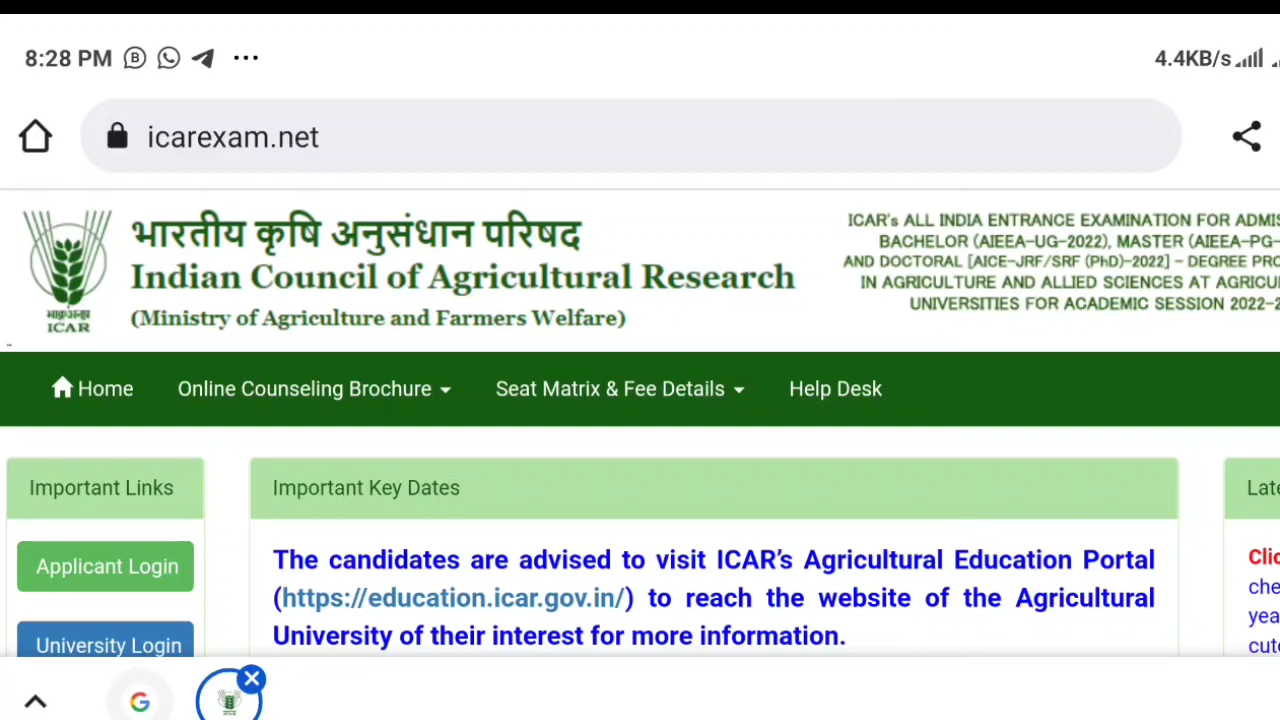 8:28 PM
4.4KB/s
icarexam.net
भारतीय कृषि अनुसंधान परिषद
Indian Council of Agricultural Research
(Ministry of Agriculture and Farmers Welfare)
ICAR
ICAR's ALL INDIA ENTRANCE EXAMINATION FOR ADMIS
BACHELOR (AIEEA-UG-2022), MASTER (AIEEA-PG-
AND DOCTORAL [AICE-JRF/SRF (PhD)-2022] - DEGREE PRO
IN AGRICULTURE AND ALLIED SCIENCES AT AGRICU
UNIVERSITIES FOR ACADEMIC SESSION 2022-2
Home
Online Counseling Brochure
Seat Matrix & Fee Details
Help Desk
Important Links
Applicant Login
University Login
Important Key Dates
The candidates are advised to visit ICAR's Agricultural Education Portal
(https://education.icar.gov.in/) to reach the website of the Agricultural
University of their interest for more information.
Late
Clic
che
yea
cuto